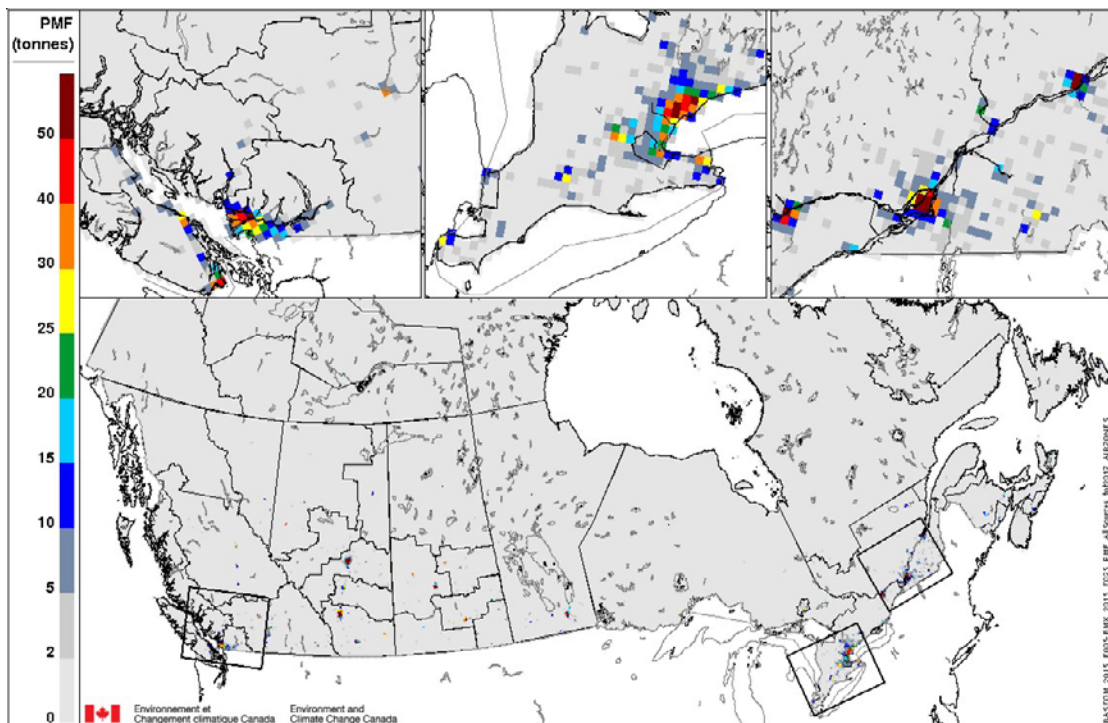 PMF
(tonnes)
50
40
30
25
20
15
10
5
2
0
A
K
Environnement et
Changement climatique Canada
Environment and
Climate Change Canada